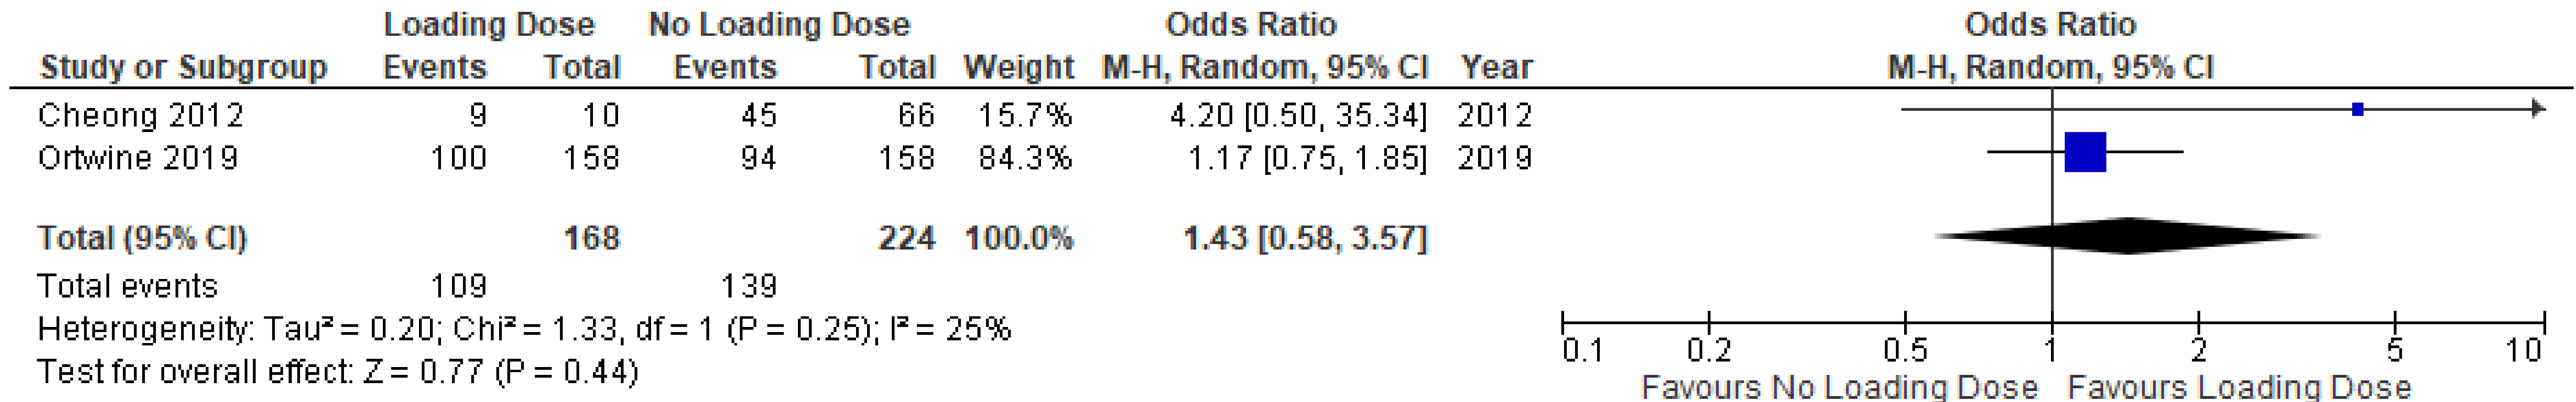 Loading Dose No Loading Dose Odds Ratio Odds Ratio
Study or Subgroup Events Total Events Total Weight M-H, Random, 95% CI Year M-H, Random, 95% CI
Cheong 2012 9 10 45 66 15.7% 4.20 [0.50, 35.34] 2012
Ortwine 2019 100 158 94 158 84.3% 1.17 [0.75, 1.85] 2019
Total (95% CI) 168 224 100.0% 1.43 [0.58, 3.57]
Total events 109 139
Heterogeneity: Tau² = 0.20; Chi² = 1.33, df = 1 (P = 0.25); I² = 25%
Test for overall effect: Z = 0.77 (P = 0.44)
0.1 0.2 0.5 1 2 5 10
Favours No Loading Dose Favours Loading Dose